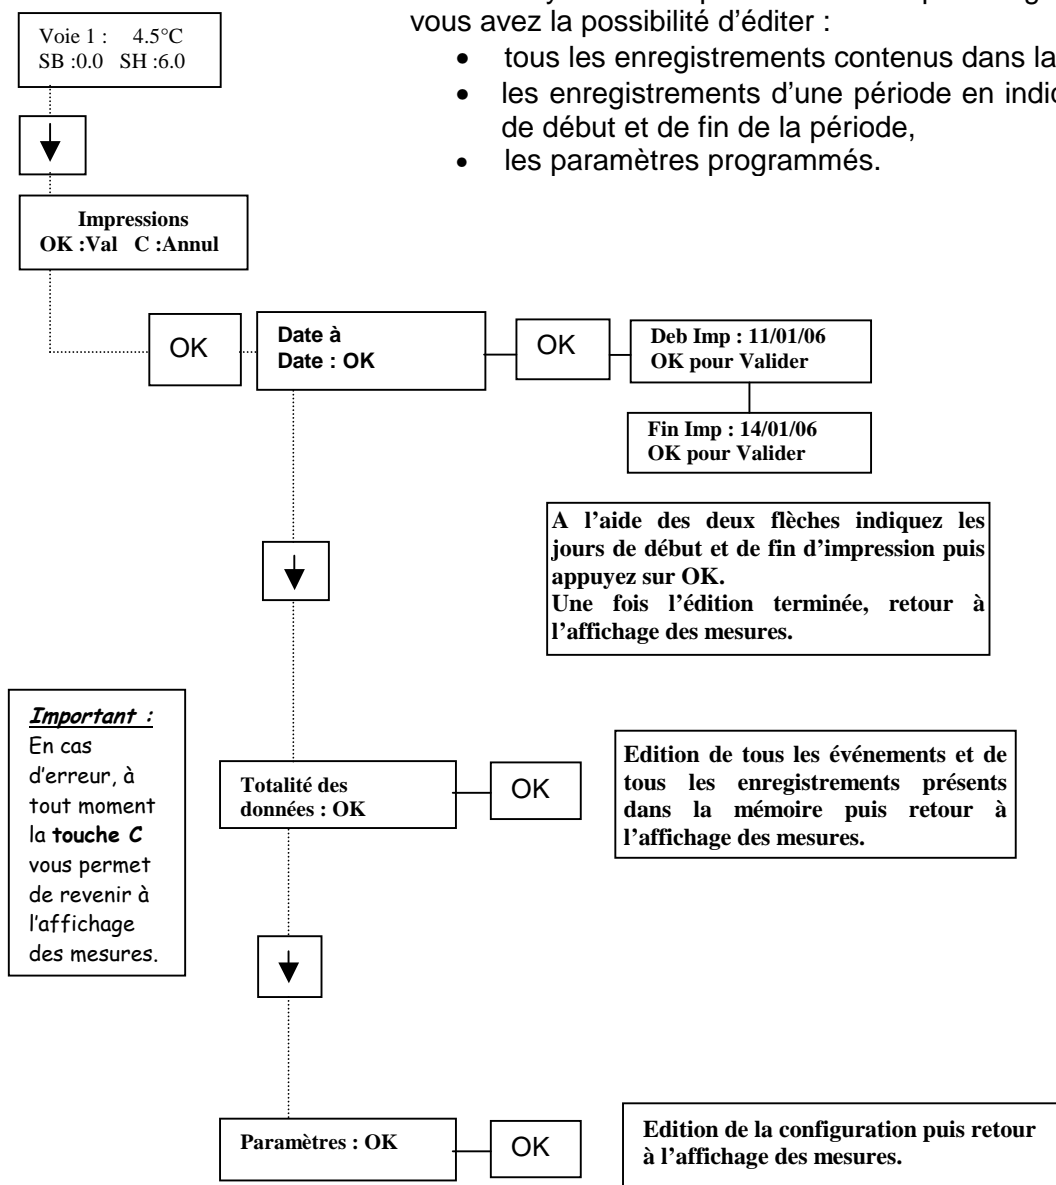 vous avez la possibilité d'éditer :
• tous les enregistrements contenus dans la
• les enregistrements d'une période en
de début et de fin de la période,
• les paramètres programmés.
Voie 1 : 4.5°C
SB :0.0 SH :6.0
Impressions
OK :Val C :Annul
OK
Date à
Date : OK
OK
Deb Imp : 11/01/06
OK pour Valider
Fin Imp : 14/01/06
OK pour Valider
A l'aide des deux flèches indiquez les
jours de début et de fin d'impression puis
appuyez sur OK.
Une fois l'édition terminée, retour à
l'affichage des mesures.
Important :
En cas
d'erreur, à
tout moment
la touche C
vous permet
de revenir à
l'affichage
des mesures.
Totalité des
données : OK
OK
Edition de tous les événements et de
tous les enregistrements présents
dans la mémoire puis retour à
l'affichage des mesures.
Paramètres : OK
OK
Edition de la configuration puis retour
à l'affichage des mesures.